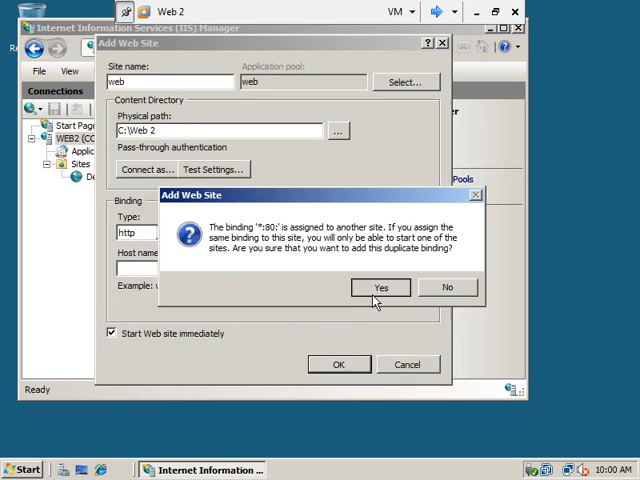 Web 2
VM
Internet Information Services (IIS) Manager
Add Web Site
?
File View
Connections
Start Page
WEB2 (CC
Applic
Sites
De
Site name:
Application pool:
web
web
Select...
Content Directory
Physical path:
C:\Web 2
...
Pass-through authentication
Connect as... Test Settings...
Binding
Type:
http
Host name
Example: w
Pools
Add Web Site
The binding '*:80:' is assigned to another site. If you assign the
same binding to this site, you will only be able to start one of the
sites. Are you sure that you want to add this duplicate binding?
Yes
No
Start Web site immediately
OK
Cancel
Ready
Start
Internet Information ...
10:00 AM